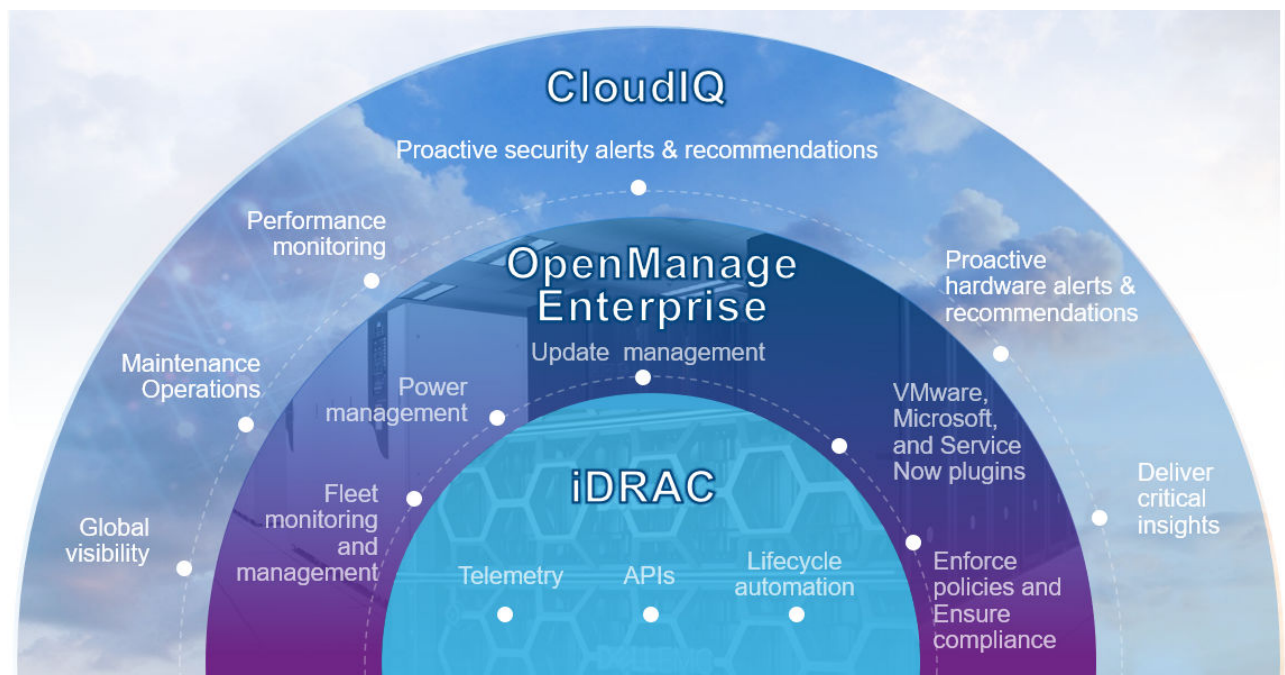 CloudIQ
Proactive security alerts & recommendations
Performance
monitoring
Proactive
hardware alerts &
recommendations
Maintenance
Operations
Global
visibility
Deliver
critical
insights
OpenManage
Enterprise
Update management
Power
management
VMware,
Microsoft,
and Service
Now plugins
Fleet
monitoring
and
management
Enforce
policies and
Ensure
compliance
iDRAC
Telemetry
APIs
Lifecycle
automation